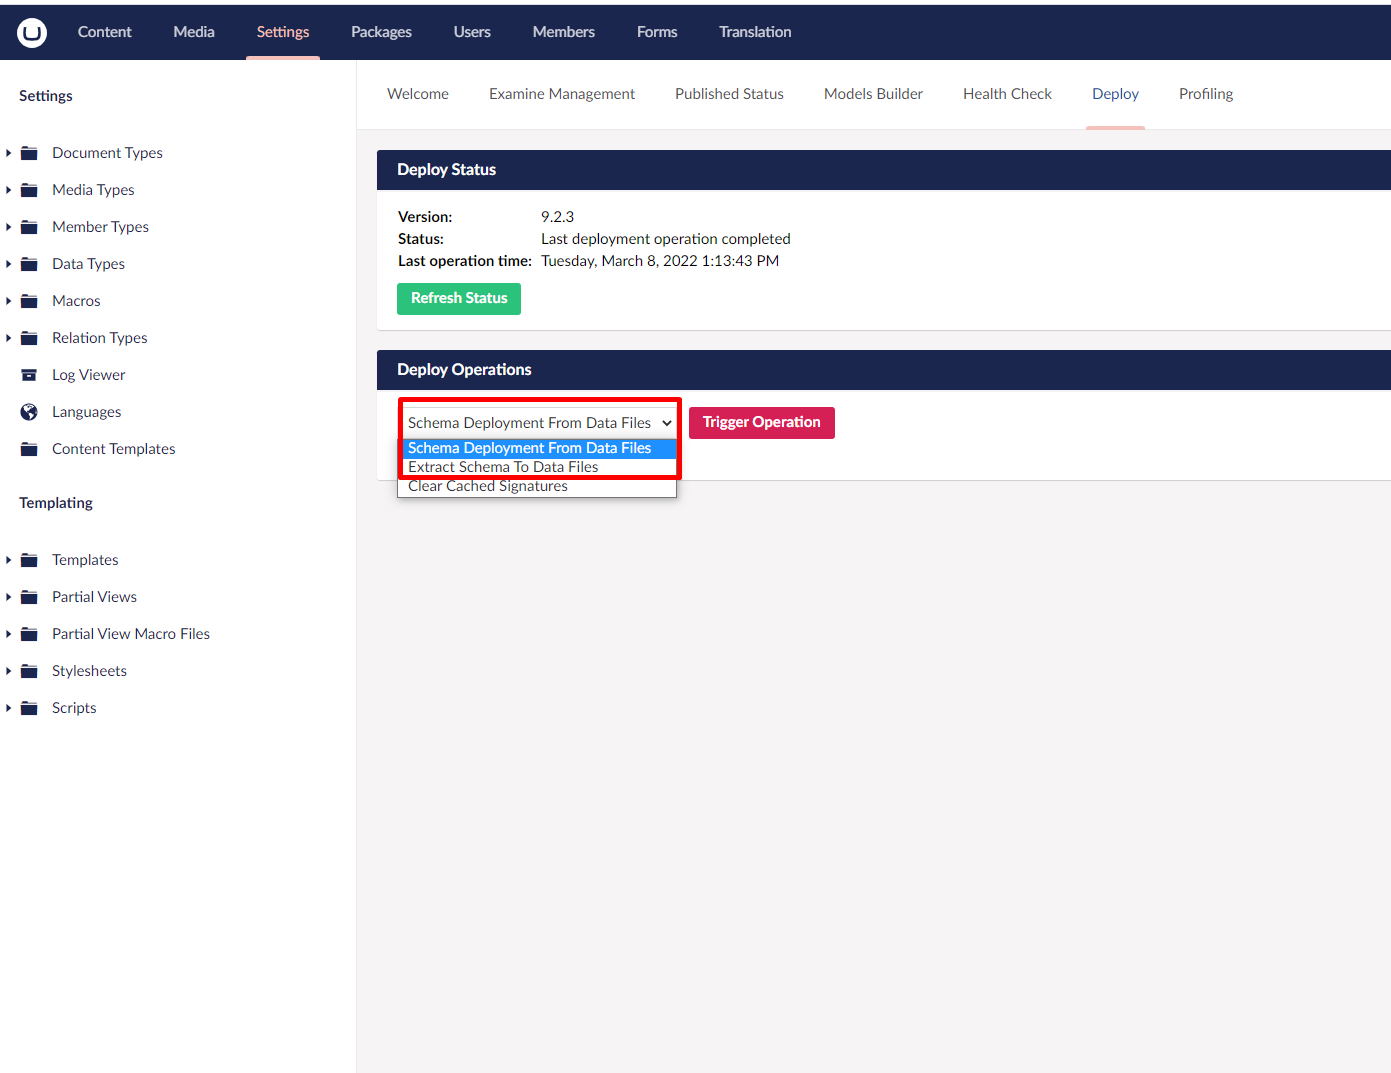 Content Media Settings Packages Users Members Forms Translation
Settings
Document Types
Media Types
Member Types
Data Types
Macros
Relation Types
Log Viewer
Languages
Content Templates
Templating
Templates
Partial Views
Partial View Macro Files
Stylesheets
Scripts
Welcome Examine Management Published Status Models Builder Health Check Deploy Profiling
Deploy Status
Version: 9.2.3
Status: Last deployment operation completed
Last operation time: Tuesday, March 8, 2022 1:13:43 PM
Refresh Status
Deploy Operations
Schema Deployment From Data Files Trigger Operation
Schema Deployment From Data Files
Extract Schema To Data Files
Clear Cached Signatures